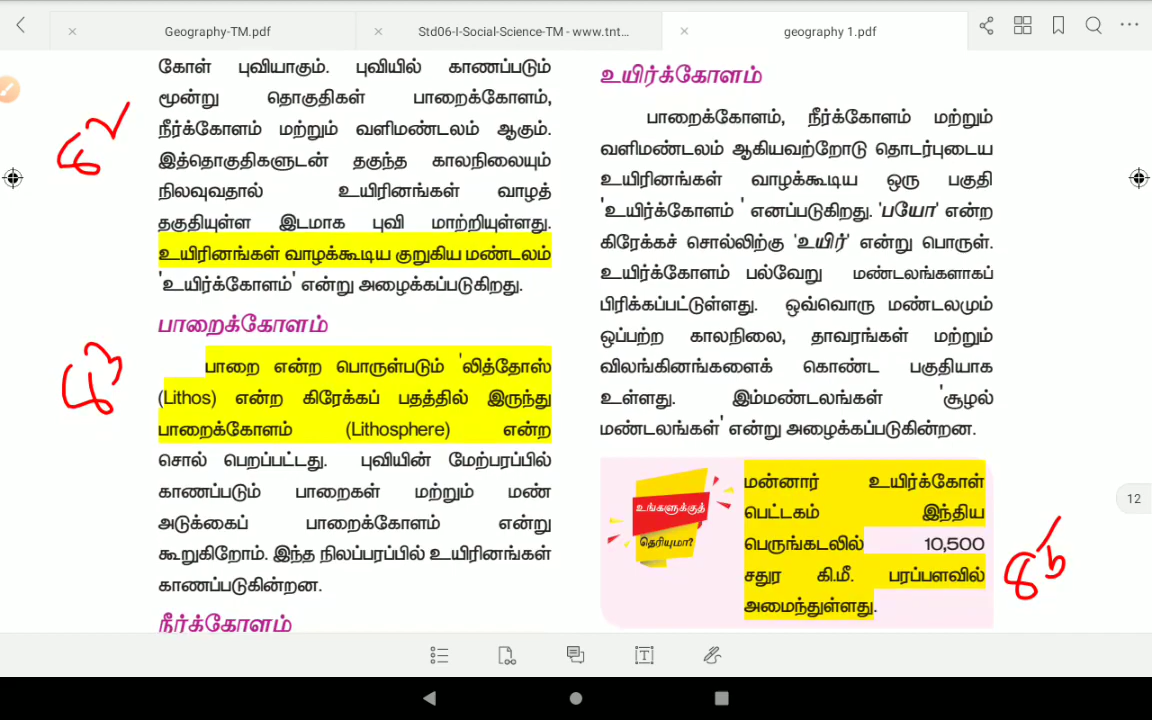 Geography-TM.pdf
Std06-I-Social-Science-TM - www.tnt...
geography 1.pdf
கோள் புவியாகும். புவியில் காணப்படும்
மூன்று தொகுதிகள் பாறைக்கோளம்,
நீர்க்கோளம் மற்றும் வளிமண்டலம் ஆகும்.
இத்தொகுதிகளுடன் தகுந்த காலநிலையும்
நிலவுவதால் உயிரினங்கள் வாழத்
தகுதியுள்ள இடமாக புவி மாற்றியுள்ளது.
உயிரினங்கள் வாழக்கூடிய குறுகிய மண்டலம்
'உயிர்க்கோளம்' என்று அழைக்கப்படுகிறது.
பாறைக்கோளம்
பாறை என்ற பொருள்படும் 'லித்தோஸ்
(Lithos) என்ற கிரேக்கப் பதத்தில் இருந்து
பாறைக்கோளம் (Lithosphere) என்ற
சொல் பெறப்பட்டது. புவியின் மேற்பரப்பில்
காணப்படும் பாறைகள் மற்றும் மண்
அடுக்கைப் பாறைக்கோளம் என்று
கூறுகிறோம். இந்த நிலப்பரப்பில் உயிரினங்கள்
காணப்படுகின்றன.
நீர்க்கோளம்
உயிர்க்கோளம்
பாறைக்கோளம், நீர்க்கோளம் மற்றும்
வளிமண்டலம் ஆகியவற்றோடு தொடர்புடைய
உயிரினங்கள் வாழக்கூடிய ஒரு பகுதி
'உயிர்க்கோளம் ' எனப்படுகிறது. 'பயோ' என்ற
கிரேக்கச் சொல்லிற்கு 'உயிர்' என்று பொருள்.
உயிர்க்கோளம் பல்வேறு மண்டலங்களாகப்
பிரிக்கப்பட்டுள்ளது. ஒவ்வொரு மண்டலமும்
ஒப்பற்ற காலநிலை, தாவரங்கள் மற்றும்
விலங்கினங்களைக் கொண்ட பகுதியாக
உள்ளது. இம்மண்டலங்கள் 'சூழல்
மண்டலங்கள்' என்று அழைக்கப்படுகின்றன.
உங்களுக்குத்
தெரியுமா?
மன்னார் உயிர்க்கோள்
பெட்டகம் இந்திய
பெருங்கடலில் 10,500
சதுர கி.மீ. பரப்பளவில்
அமைந்துள்ளது.
12